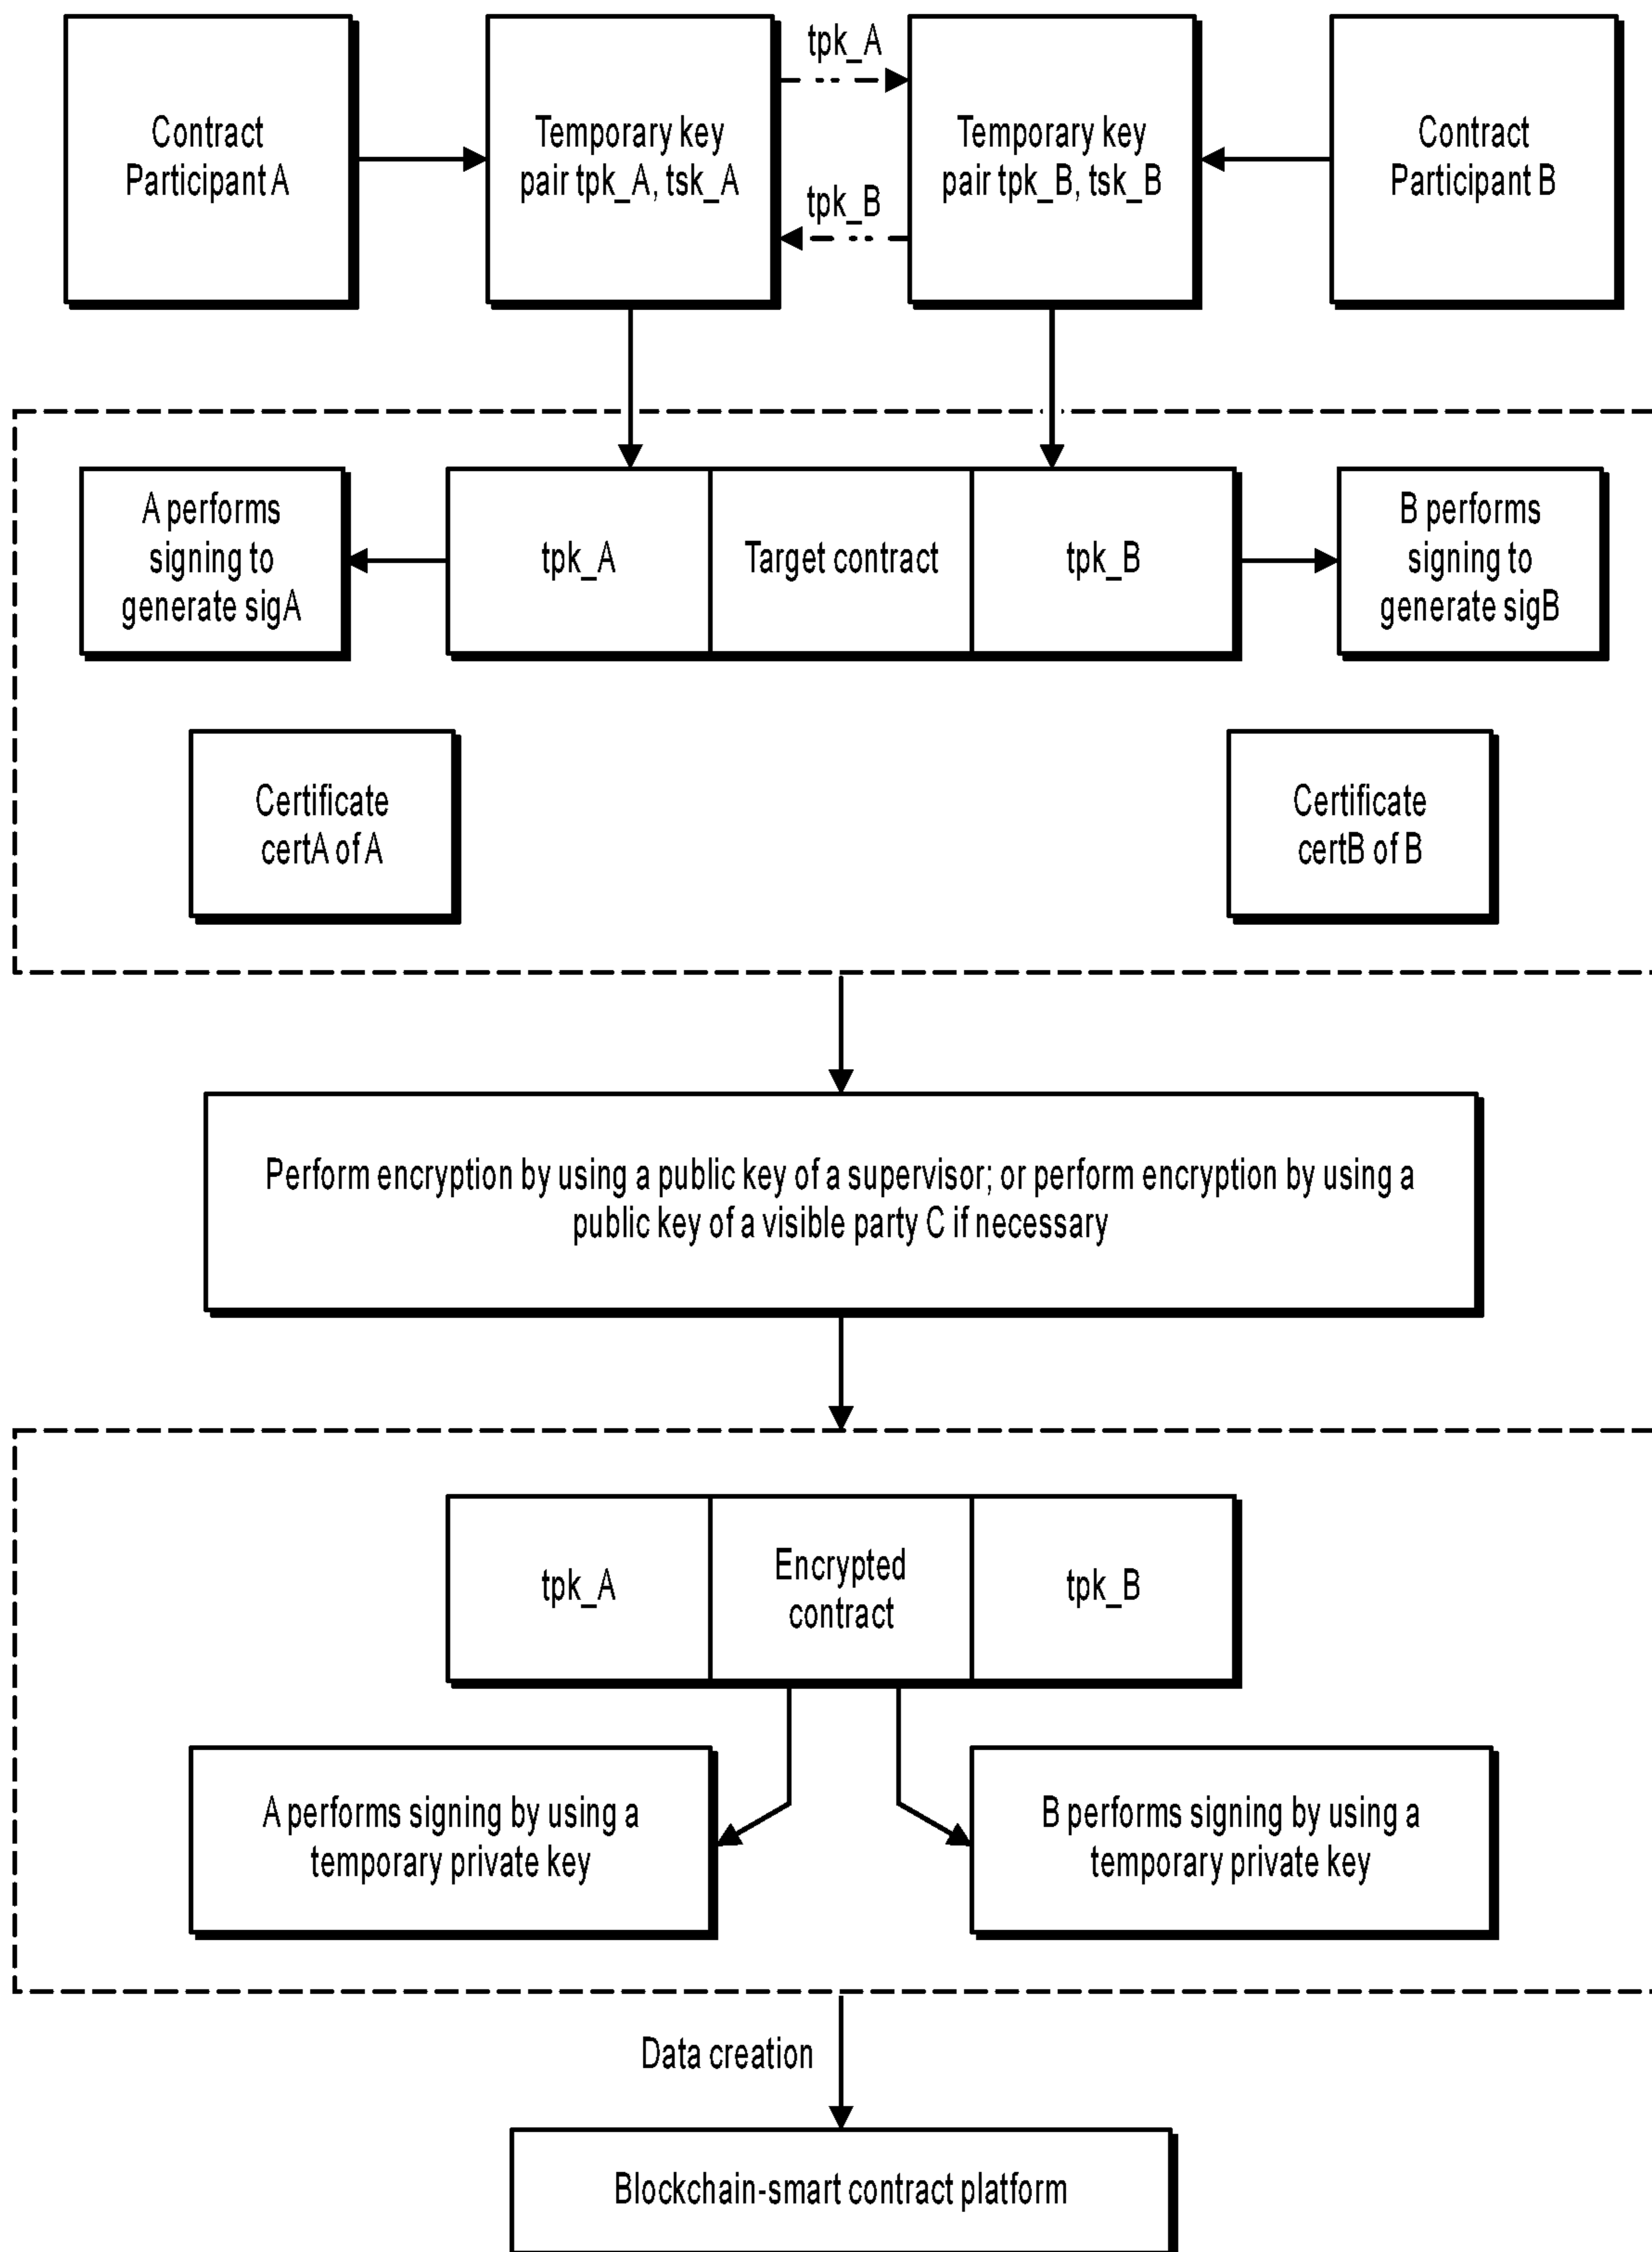 Contract
Participant A
Temporary key
pair tpk_A, tsk_A
tpk_A
tpk_B
Temporary key
pair tpk_B, tsk_B
Contract
Participant B
A performs
signing to
generate sigA
tpk_A
Target contract
tpk_B
B performs
signing to
generate sigB
Certificate
certA of A
Certificate
certB of B
Perform encryption by using a public key of a supervisor; or perform encryption by using a
public key of a visible party C if necessary
tpk_A
Encrypted
contract
tpk_B
A performs signing by using a
temporary private key
B performs signing by using a
temporary private key
Data creation
Blockchain-smart contract platform